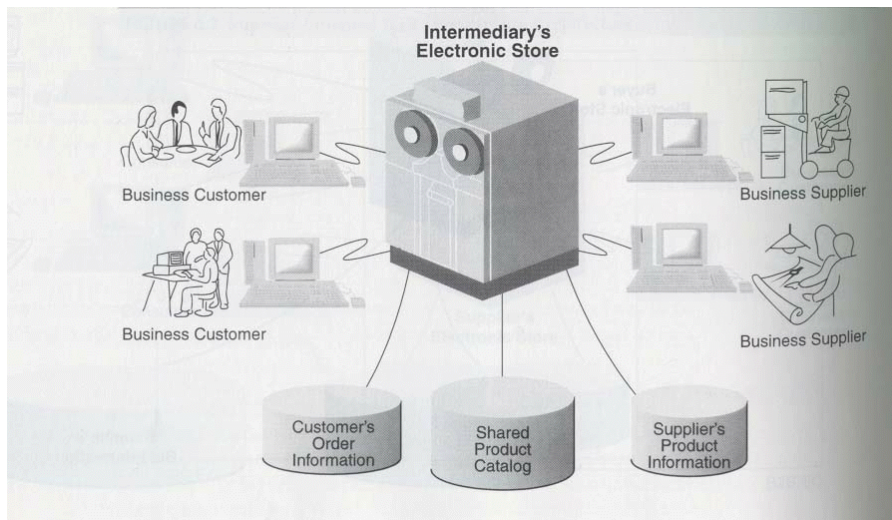 Intermediary's
Electronic Store
Business Customer
Business Supplier
Business Customer
Business Supplier
Customer's
Order
Information
Shared
Product
Catalog
Supplier's
Product
Information